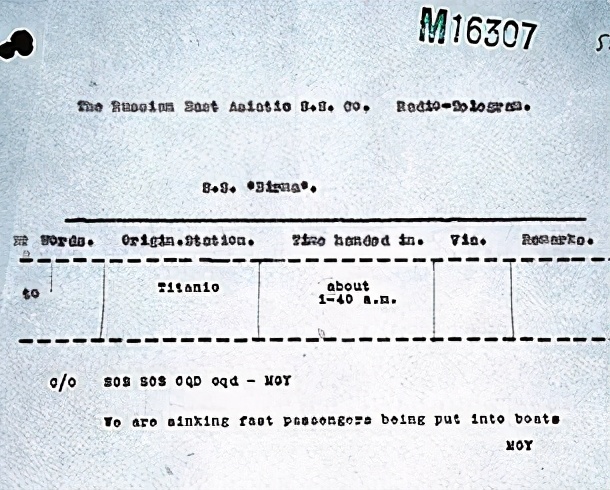 M16307
The Russian East Asiatic S.S. Co. Radio-Telegram.
S.S. "Birma".
Words. Origin.Station. Time handed in. Via. Remarks.
to Titanic about
1-40 a.m.
c/o SOS SOS CQD cqd - MGY
We are sinking fast passengers being put into boats
MGY